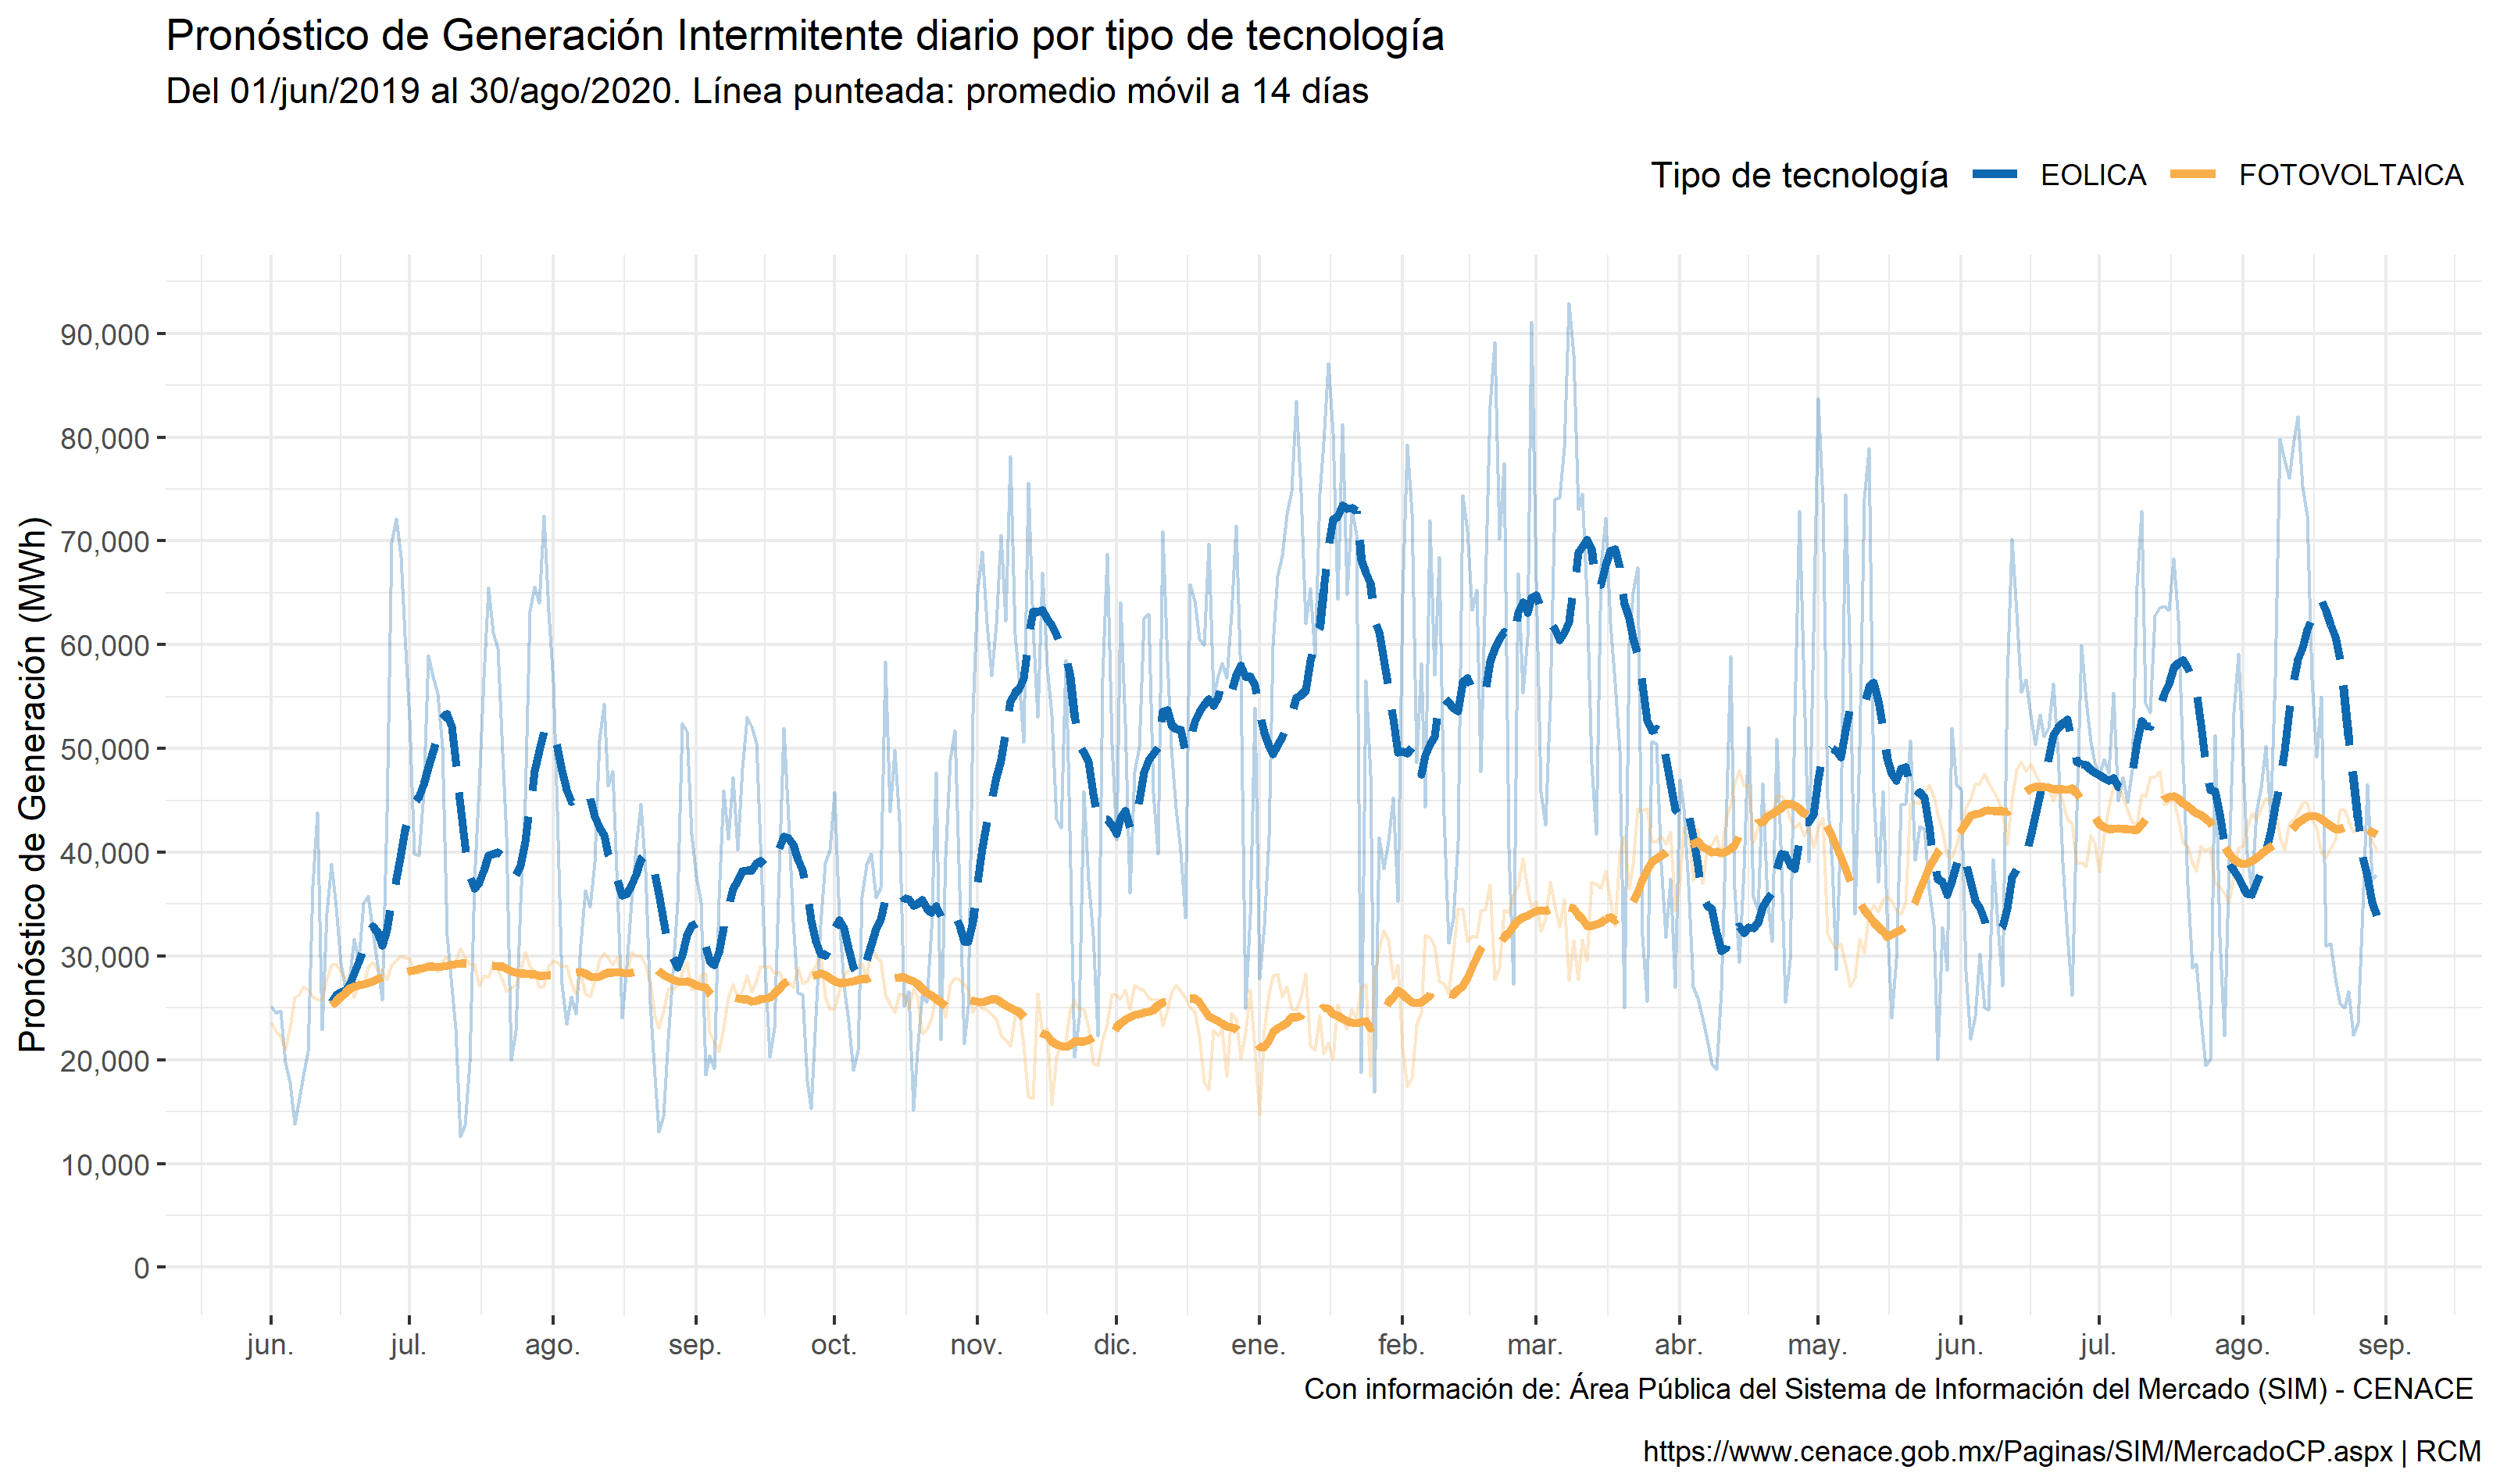 Pronóstico de Generación Intermitente diario por tipo de tecnología
Del 01/jun/2019 al 30/ago/2020. Línea punteada: promedio móvil a 14 días
Tipo de tecnología EOLICA FOTOVOLTAICA
Pronóstico de Generación (MWh)
90,000
80,000
70,000
60,000
50,000
40,000
30,000
20,000
10,000
0
jun. jul. ago. sep. oct. nov. dic. ene. feb. mar. abr. may. jun. jul. ago. sep.
Con información de: Área Pública del Sistema de Información del Mercado (SIM) - CENACE
https://www.cenace.gob.mx/Paginas/SIM/MercadoCP.aspx | RCM